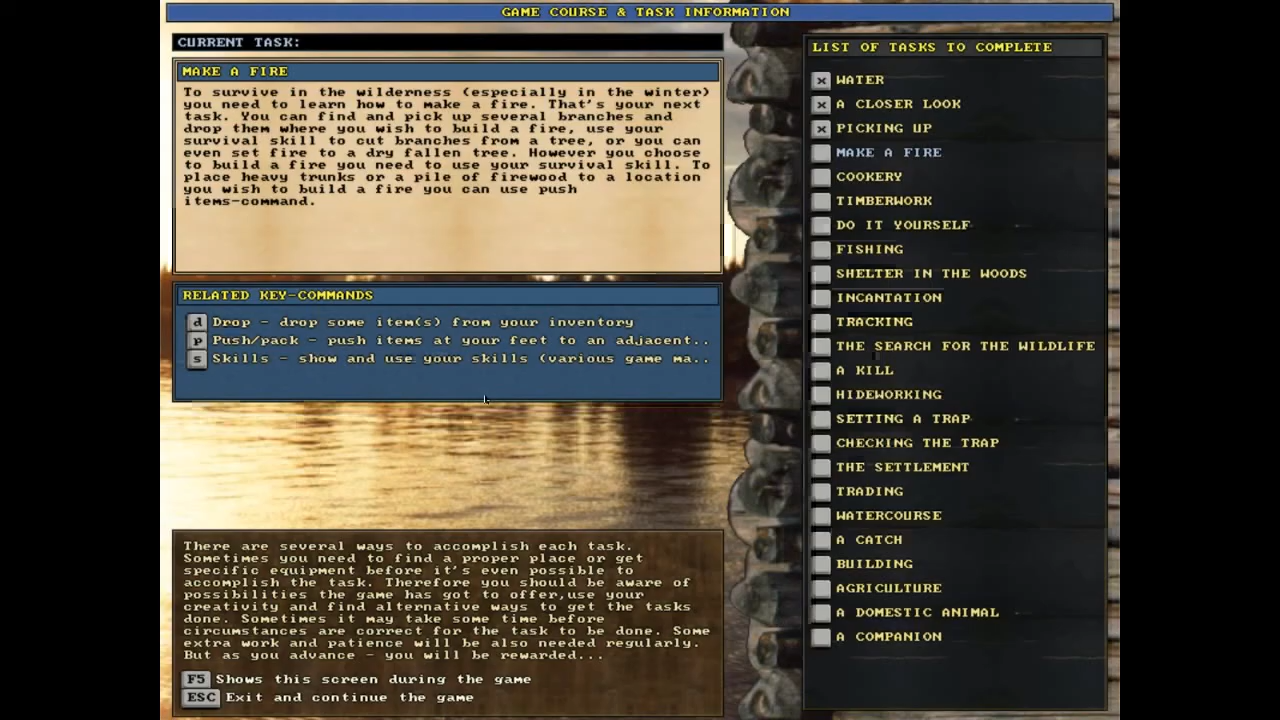 GAME COURSE & TASK INFORMATION
CURRENT TASK:
MAKE A FIRE
To survive in the wilderness (especially in the winter)
you need to learn how to make a fire. That's your next
task. You can find and pick up several branches and
drop them where you wish to build a fire, use your
survival skill to cut branches from a tree, or you can
even set fire to a dry fallen tree. However you choose
to build a fire you need to use your survival skill. To
place heavy trunks or a pile of firewood to a location
you wish to build a fire you can use push
items-command.
RELATED KEY-COMMANDS
d Drop - drop some item(s) from your inventory
p Push/pack - push items at your feet to an adjacent..
s Skills - show and use your skills (various game ma..
There are several ways to accomplish each task.
Sometimes you need to find a proper place or get
specific equipment before it's even possible to
accomplish the task. Therefore you should be aware of
possibilities the game has got to offer,use your
creativity and find alternative ways to get the tasks
done. Sometimes it may take some time before
circumstances are correct for the task to be done. Some
extra work and patience will be also needed regularly.
But as you advance - you will be rewarded...
F5 Shows this screen during the game
ESC Exit and continue the game
LIST OF TASKS TO COMPLETE
x WATER
x A CLOSER LOOK
x PICKING UP
MAKE A FIRE
COOKERY
TIMBERWORK
DO IT YOURSELF
FISHING
SHELTER IN THE WOODS
INCANTATION
TRACKING
THE SEARCH FOR THE WILDLIFE
A KILL
HIDEWORKING
SETTING A TRAP
CHECKING THE TRAP
THE SETTLEMENT
TRADING
WATERCOURSE
A CATCH
BUILDING
AGRICULTURE
A DOMESTIC ANIMAL
A COMPANION